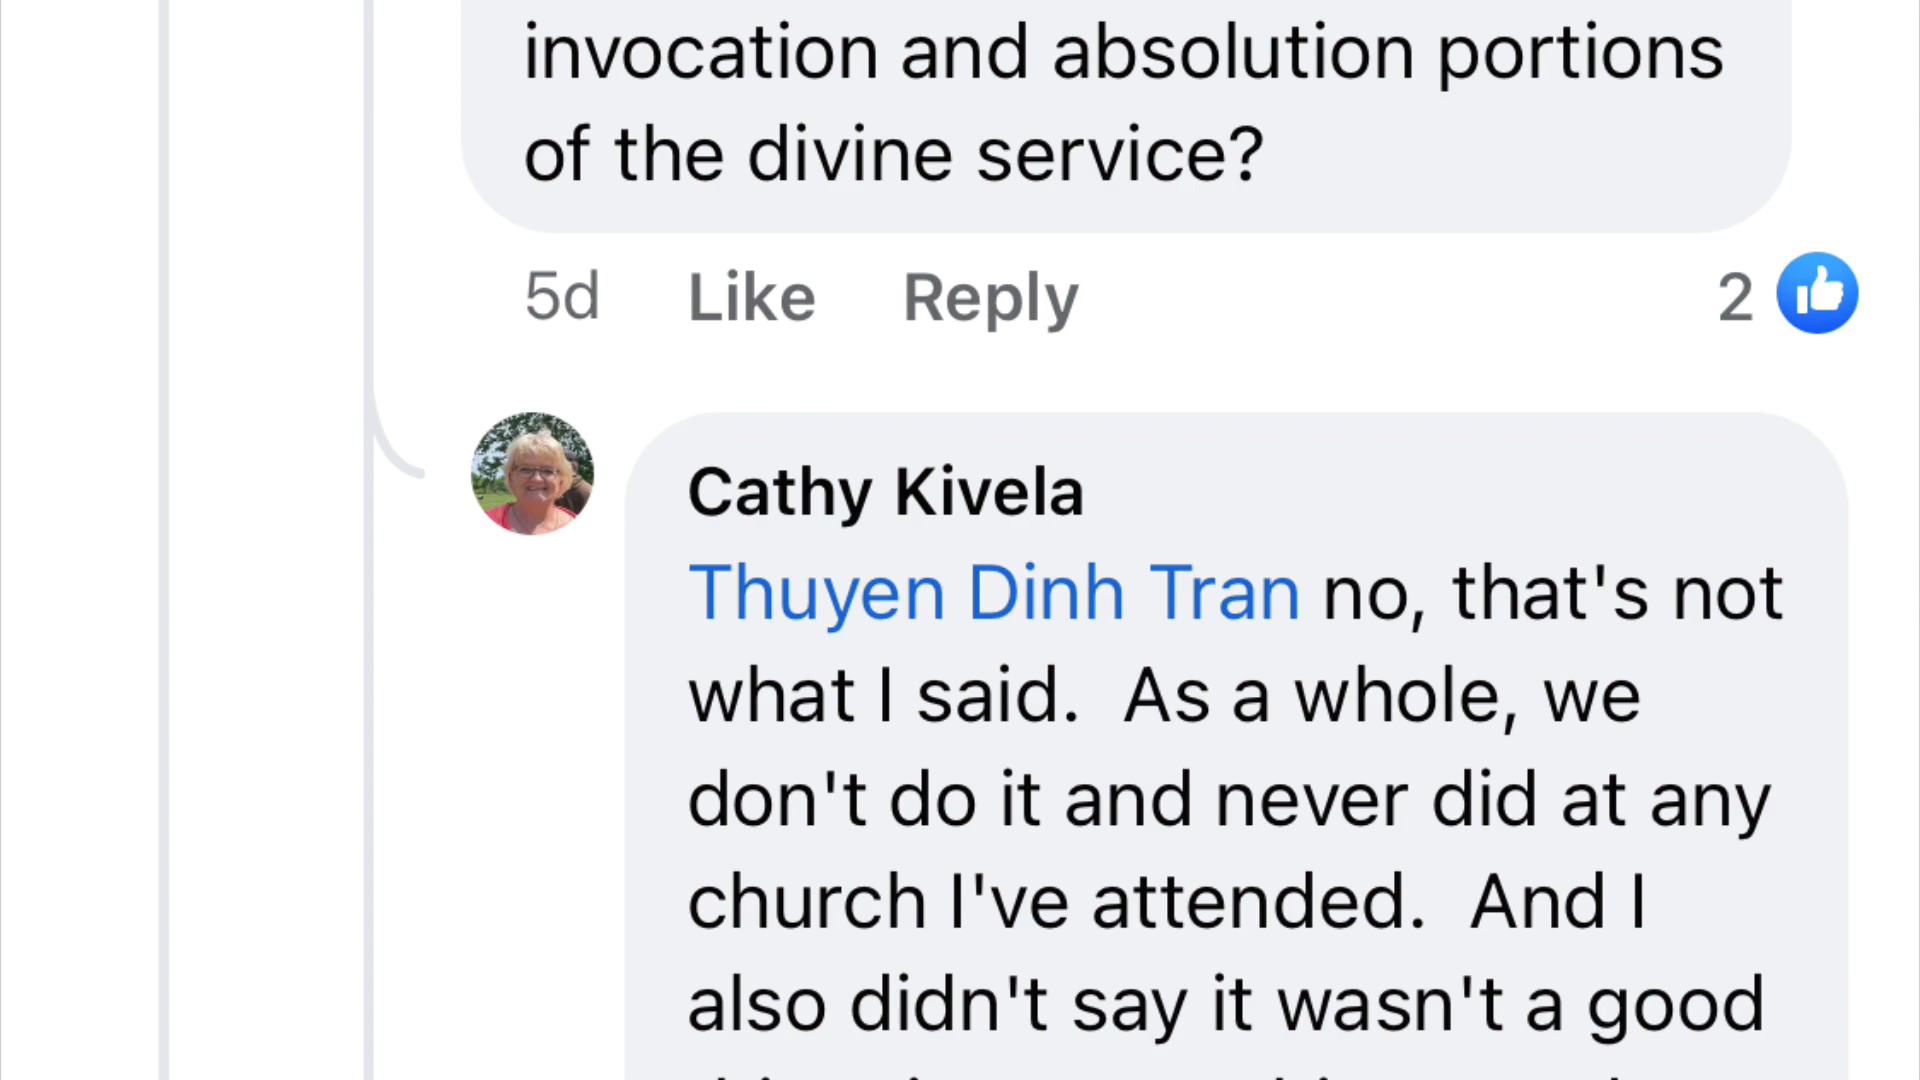 invocation and absolution portions
of the divine service?
5d Like Reply 2
Cathy Kivela
Thuyen Dinh Tran no, that's not
what I said.  As a whole, we
don't do it and never did at any
church I've attended.  And I
also didn't say it wasn't a good